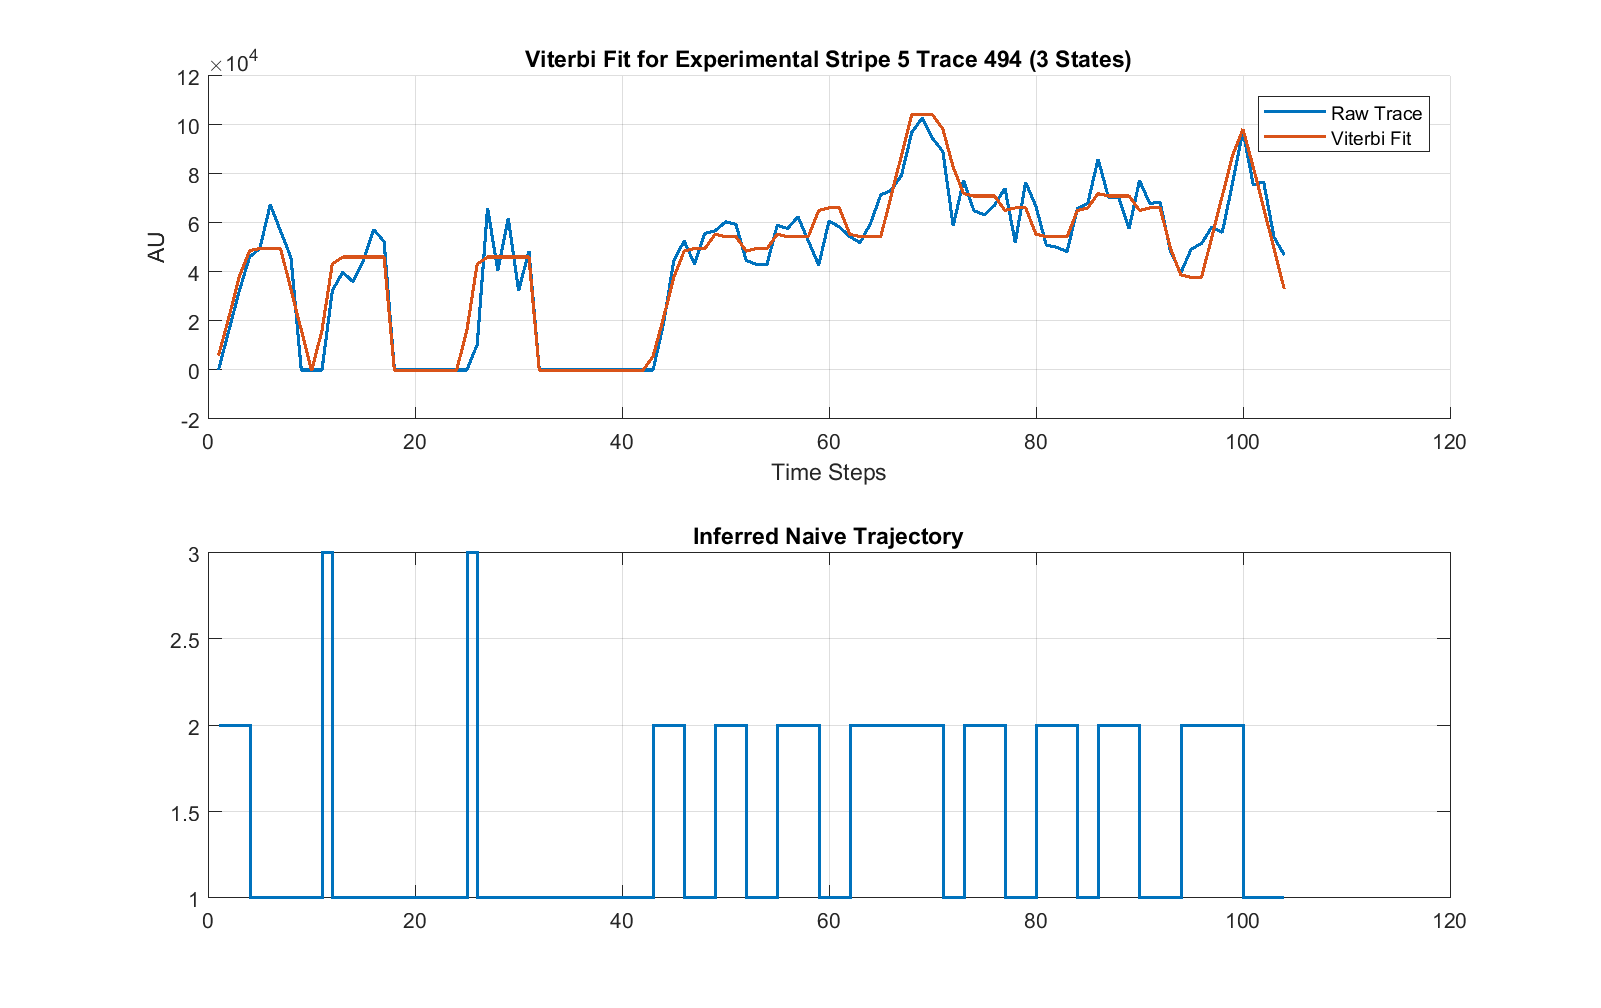 Viterbi Fit for Experimental Stripe 5 Trace 494 (3 States)
×10⁴
12
10
8
6
4
2
0
-2
AU
Raw Trace
Viterbi Fit
0 20 40 60 80 100 120
Time Steps
Inferred Naive Trajectory
3
2.5
2
1.5
1
0 20 40 60 80 100 120